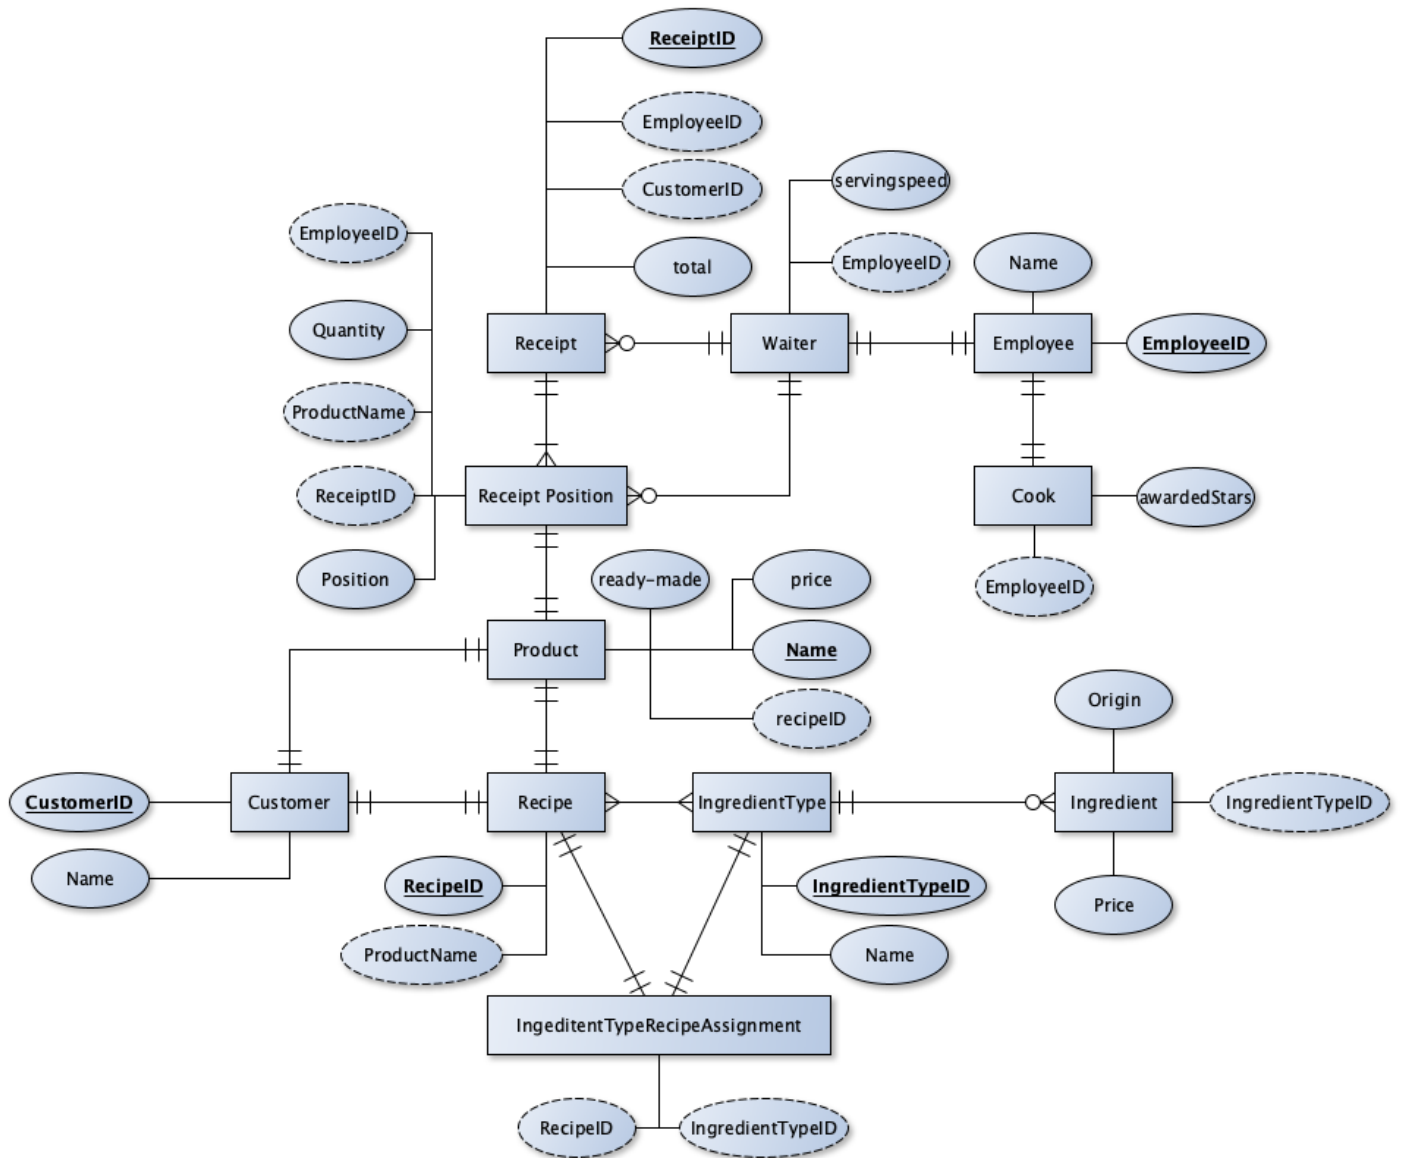 ReceiptID
EmployeeID
servingspeed
CustomerID
EmployeeID
total
EmployeeID
Name
Quantity
Receipt
Waiter
Employee
EmployeeID
ProductName
ReceiptID
Receipt Position
Cook
awardedStars
Position
ready-made
price
EmployeeID
Product
Name
recipeID
Origin
CustomerID
Customer
Recipe
IngredientType
Ingredient
IngredientTypeID
Name
RecipeID
IngredientTypeID
Price
ProductName
Name
IngeditentTypeRecipeAssignment
RecipeID
IngredientTypeID